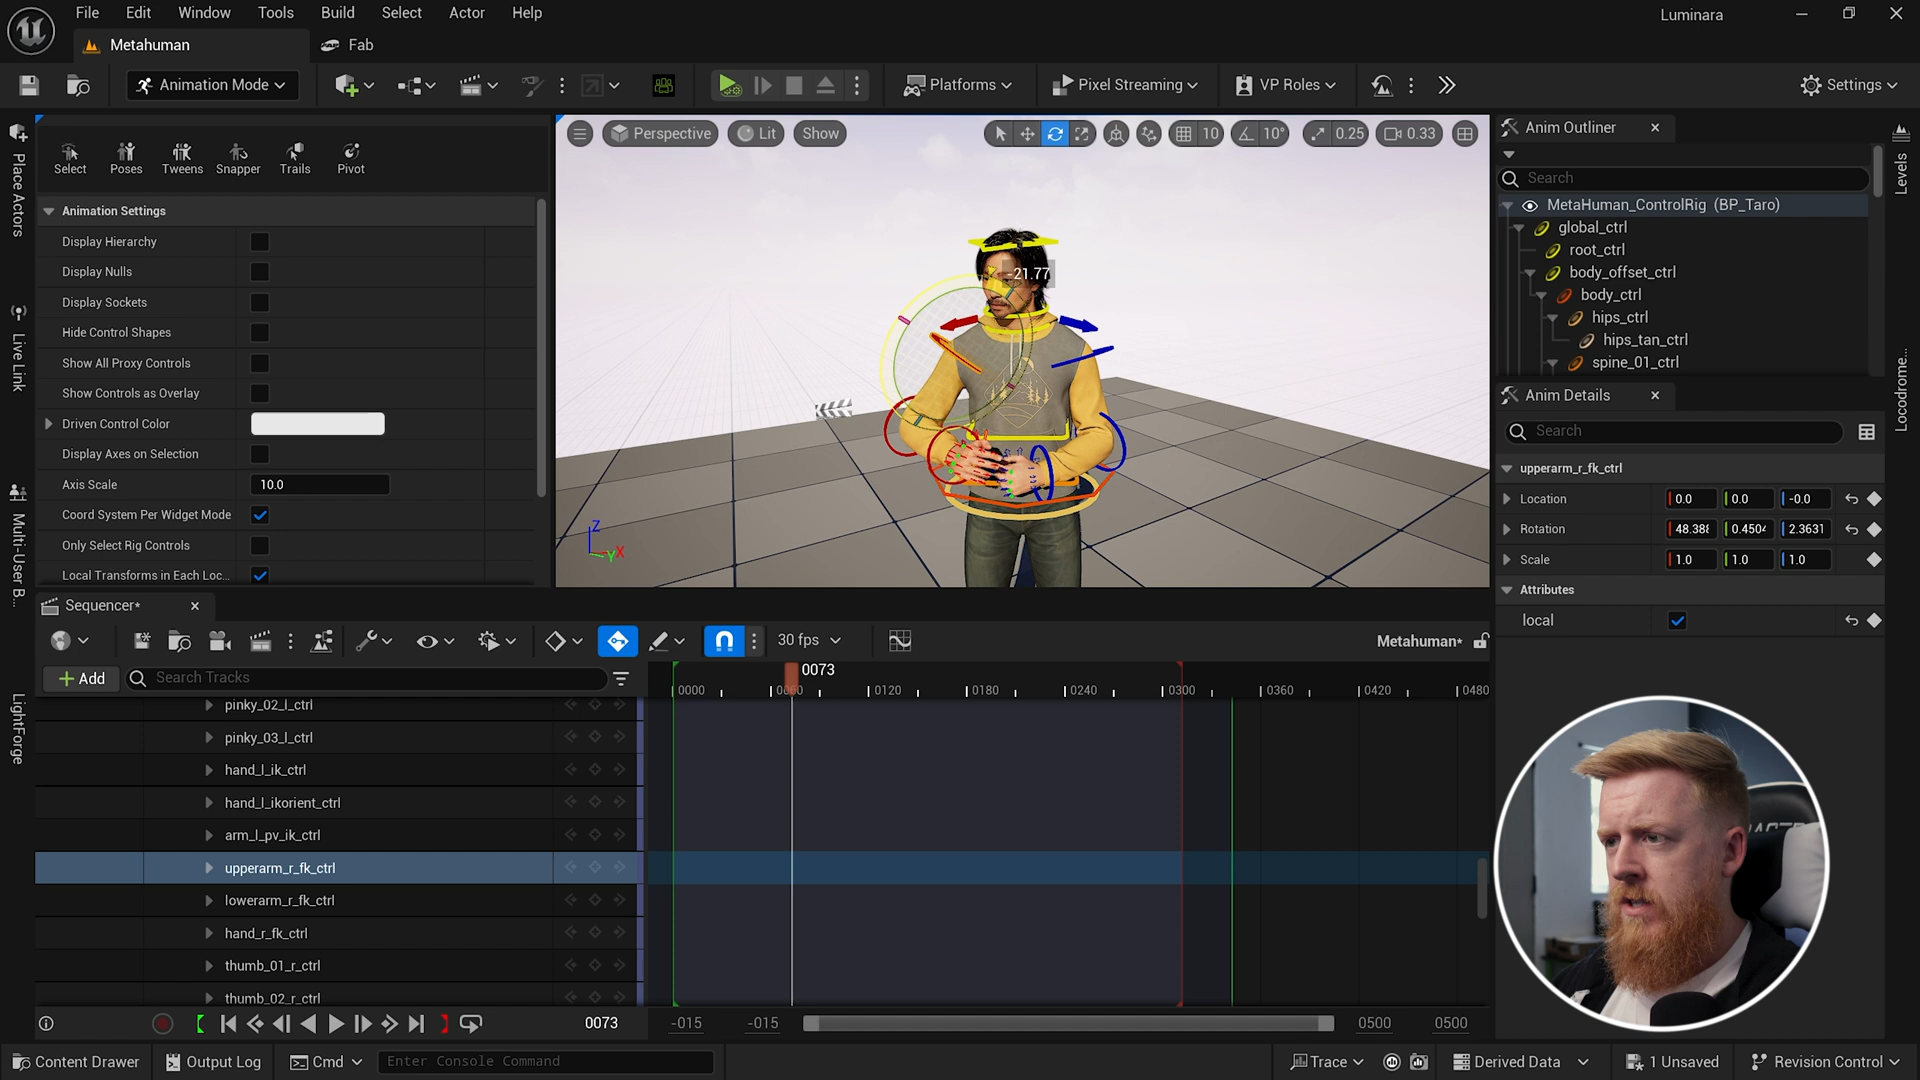 File Edit Window Tools Build Select Actor Help
Luminara
Metahuman
Fab
Animation Mode
Platforms
Pixel Streaming
VP Roles
Settings
Place Actors
Live Link
Multi-User B...
LightForge
Select Poses Tweens Snapper Trails Pivot
Animation Settings
Display Hierarchy
Display Nulls
Display Sockets
Hide Control Shapes
Show All Proxy Controls
Show Controls as Overlay
Driven Control Color
Display Axes on Selection
Axis Scale 10.0
Coord System Per Widget Mode
Only Select Rig Controls
Local Transforms in Each Loc...
Perspective Lit Show
10 10° 0.25 0.33
-21.77
Z
Y X
Anim Outliner
Search
MetaHuman_ControlRig (BP_Taro)
global_ctrl
root_ctrl
body_offset_ctrl
body_ctrl
hips_ctrl
hips_tan_ctrl
spine_01_ctrl
Levels
Locodrome...
Anim Details
Search
upperarm_r_fk_ctrl
Location 0.0 0.0 -0.0
Rotation 48.388 0.4504 2.3631
Scale 1.0 1.0 1.0
Attributes
local
Sequencer*
30 fps
Metahuman*
Add
Search Tracks
0073
0000 0060 0120 0180 0240 0300 0360 0420 0480
pinky_02_l_ctrl
pinky_03_l_ctrl
hand_l_ik_ctrl
hand_l_ikorient_ctrl
arm_l_pv_ik_ctrl
upperarm_r_fk_ctrl
lowerarm_r_fk_ctrl
hand_r_fk_ctrl
thumb_01_r_ctrl
thumb_02_r_ctrl
0073
-015 -015 0500 0500
Content Drawer
Output Log
Cmd
Enter Console Command
Trace
Derived Data
1 Unsaved
Revision Control